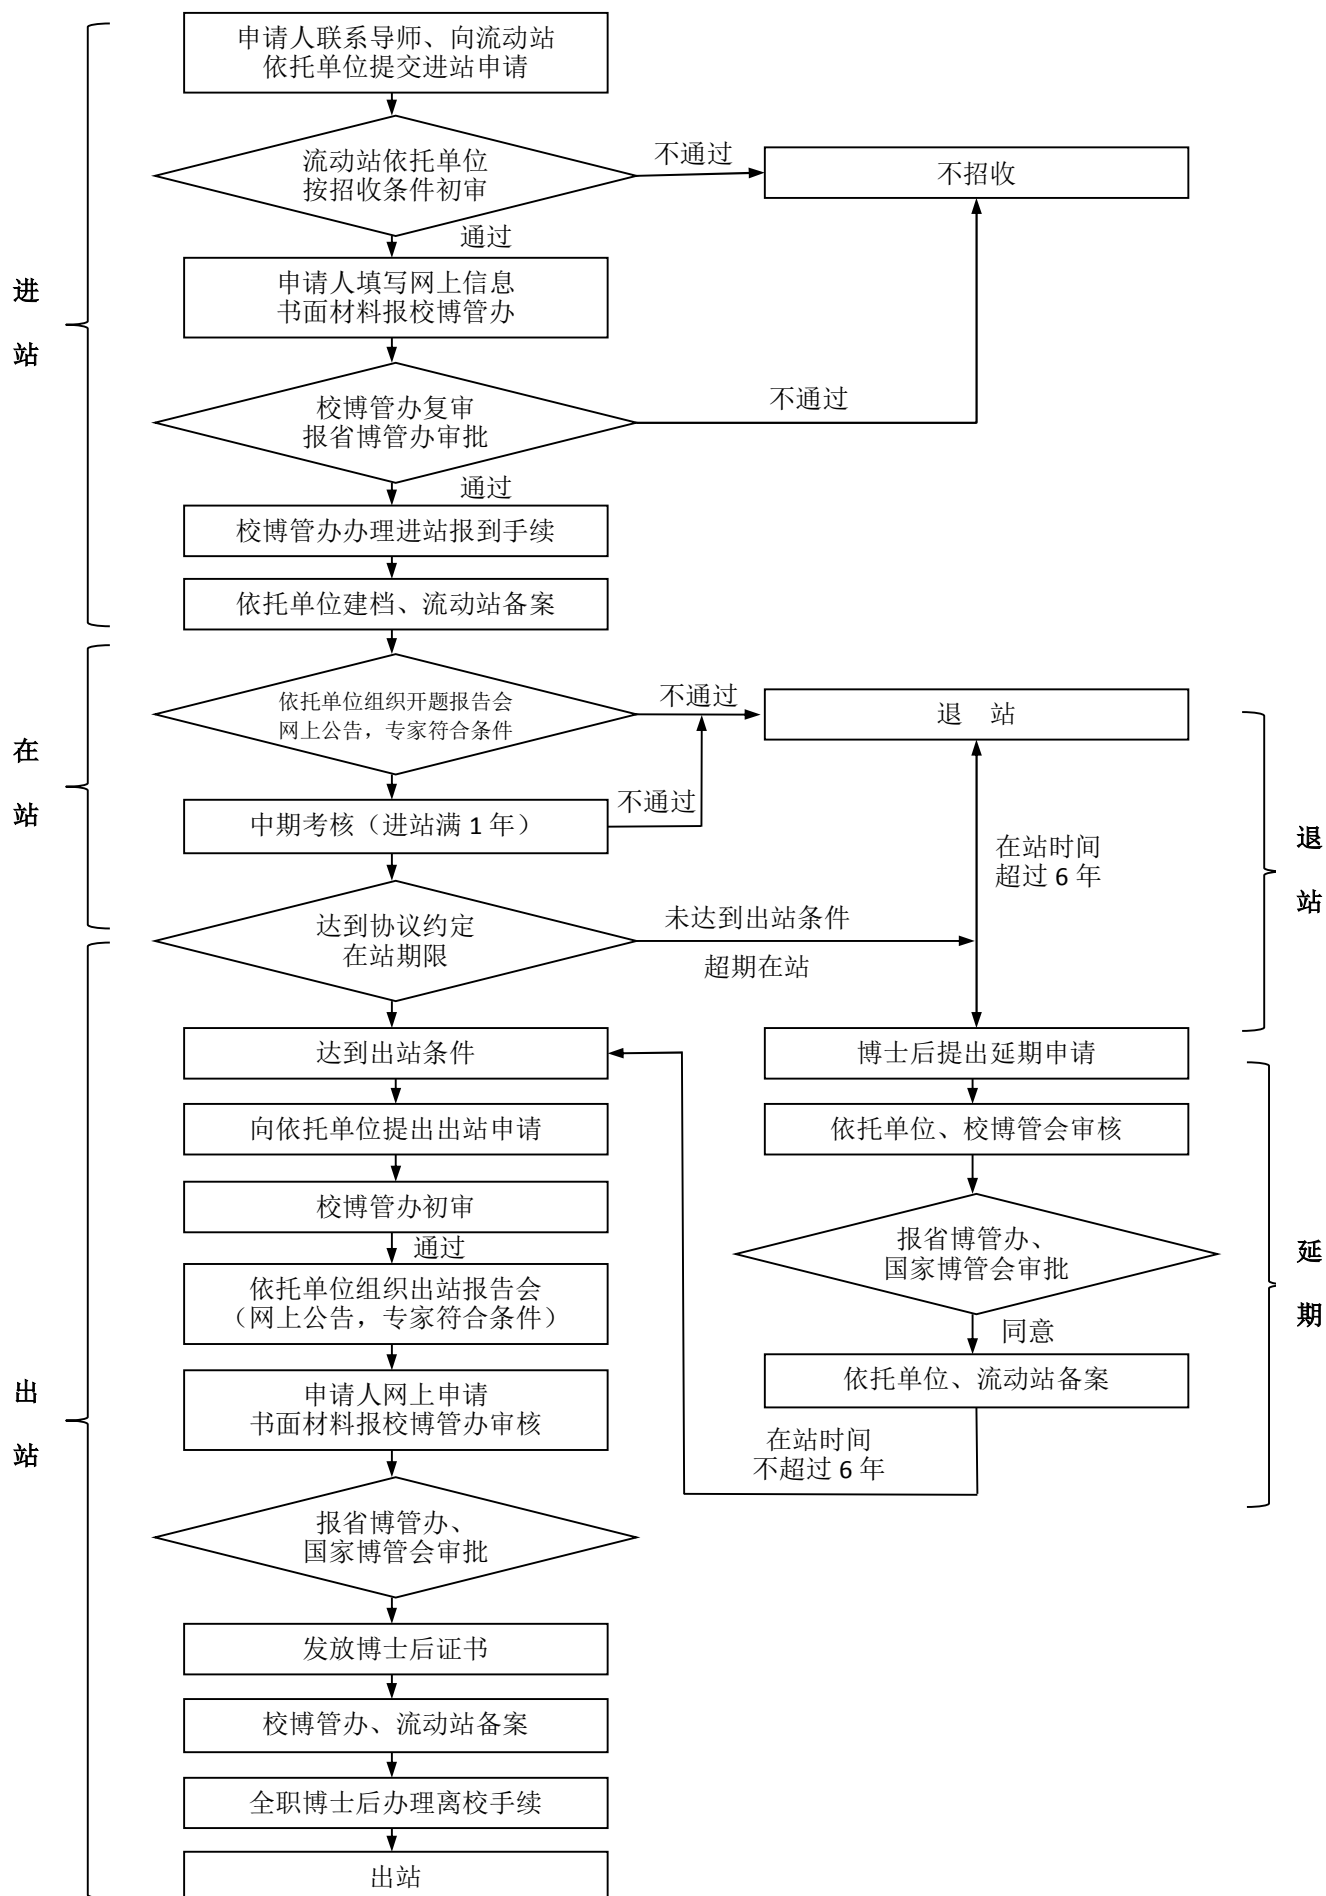 申请人联系导师、向流动站
依托单位提交进站申请
流动站依托单位
按招收条件初审
不通过
不招收
通过
申请人填写网上信息
书面材料报校博管办
进
站
校博管办复审
报省博管办审批
不通过
通过
校博管办办理进站报到手续
依托单位建档、流动站备案
依托单位组织开题报告会
网上公告，专家符合条件
不通过
退 站
在
站
中期考核（进站满 1 年）
不通过
在站时间
超过 6 年
退
站
达到协议约定
在站期限
未达到出站条件
超期在站
达到出站条件
博士后提出延期申请
向依托单位提出出站申请
依托单位、校博管会审核
校博管办初审
通过
报省博管办、
国家博管会审批
延
期
依托单位组织出站报告会
（网上公告，专家符合条件）
同意
依托单位、流动站备案
申请人网上申请
书面材料报校博管办审核
在站时间
不超过 6 年
出
站
报省博管办、
国家博管会审批
发放博士后证书
校博管办、流动站备案
全职博士后办理离校手续
出站